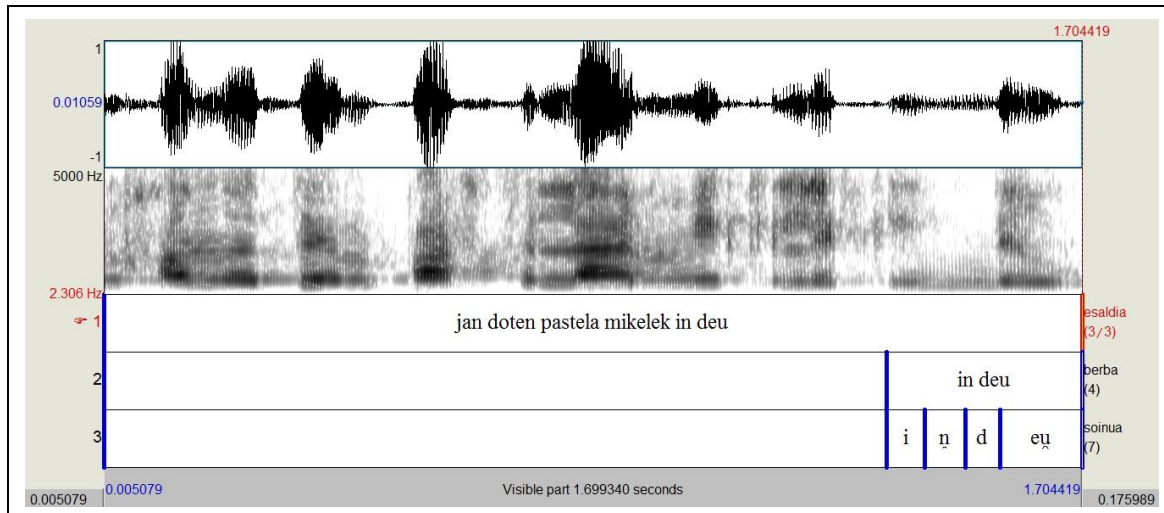 1.704419
1
0.01059
-1
5000 Hz
2.306 Hz
☞ 1 jan doten pastela mikelek in deu esaldia (3/3)
2 in deu berba (4)
3 i n̪ d eu̯ soinua (7)
0.005079 Visible part 1.699340 seconds 1.704419
0.005079 0.175989